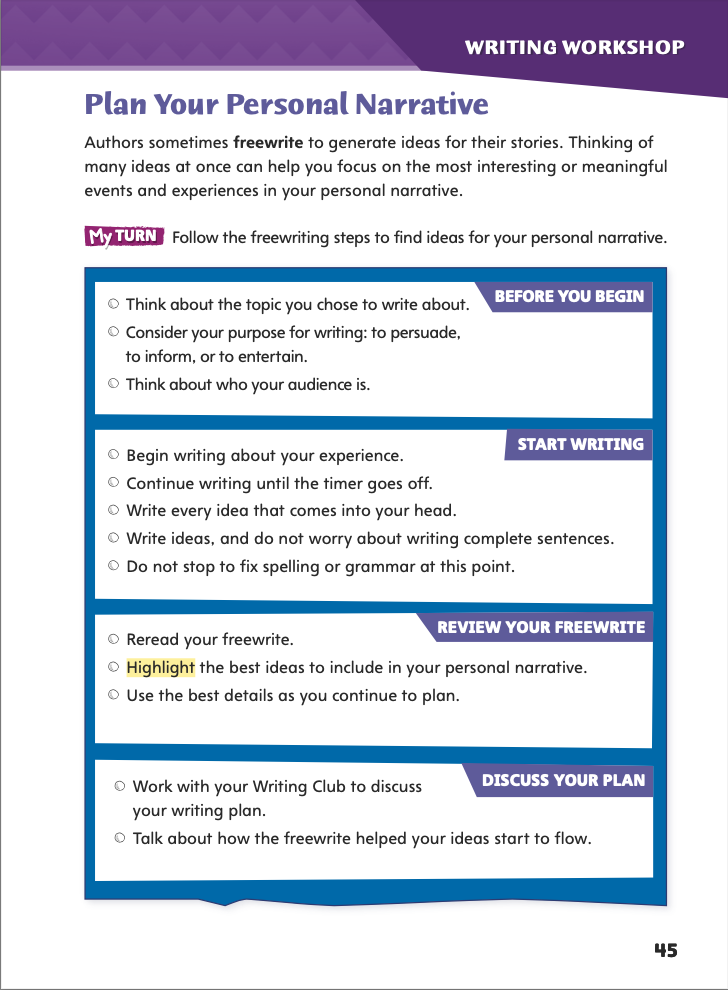 WRITING WORKSHOP
Plan Your Personal Narrative
Authors sometimes freewrite to generate ideas for their stories. Thinking of
many ideas at once can help you focus on the most interesting or meaningful
events and experiences in your personal narrative.
My TURN Follow the freewriting steps to find ideas for your personal narrative.
BEFORE YOU BEGIN
Think about the topic you chose to write about.
Consider your purpose for writing: to persuade,
to inform, or to entertain.
Think about who your audience is.
START WRITING
Begin writing about your experience.
Continue writing until the timer goes off.
Write every idea that comes into your head.
Write ideas, and do not worry about writing complete sentences.
Do not stop to fix spelling or grammar at this point.
REVIEW YOUR FREEWRITE
Reread your freewrite.
Highlight the best ideas to include in your personal narrative.
Use the best details as you continue to plan.
DISCUSS YOUR PLAN
Work with your Writing Club to discuss
your writing plan.
Talk about how the freewrite helped your ideas start to flow.
45